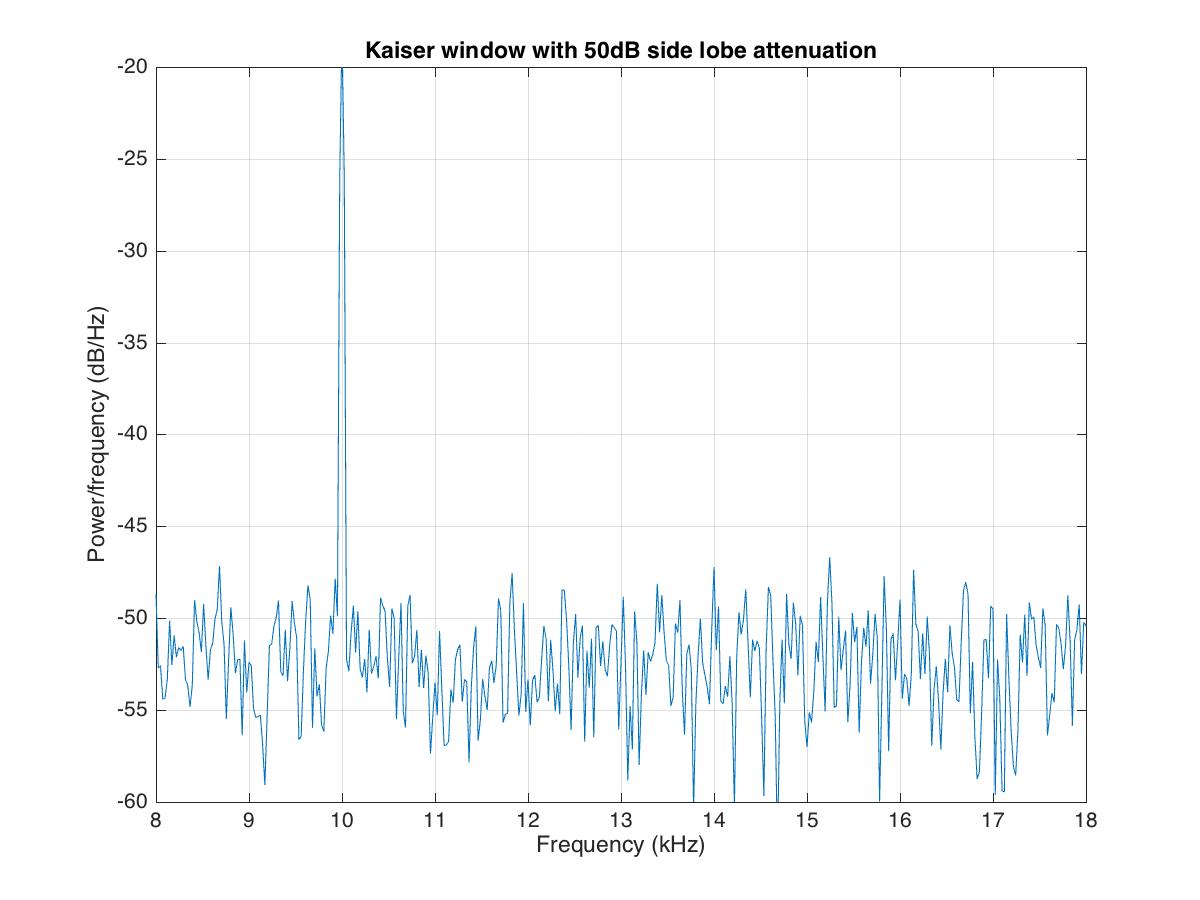 Kaiser window with 50dB side lobe attenuation
-20
-25
-30
-35
-40
-45
-50
-55
-60
Power/frequency (dB/Hz)
8 9 10 11 12 13 14 15 16 17 18
Frequency (kHz)